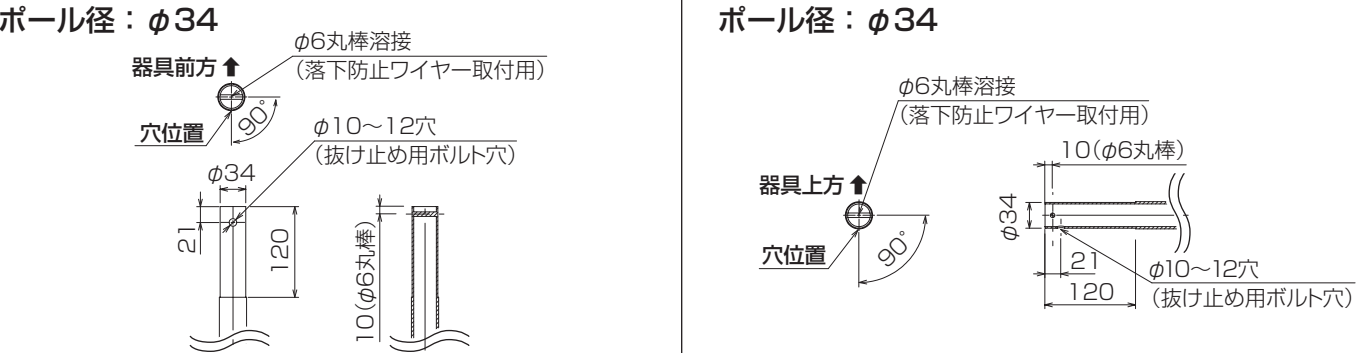 ポール径：φ34
φ6丸棒溶接
（落下防止ワイヤー取付用）
器具前方⬆
穴位置
90°
φ10～12穴
（抜け止め用ボルト穴）
φ34
21
120
10（φ6丸棒）
ポール径：φ34
φ6丸棒溶接
（落下防止ワイヤー取付用）
10（φ6丸棒）
器具上方⬆
穴位置
90°
φ34
21
120
φ10～12穴
（抜け止め用ボルト穴）